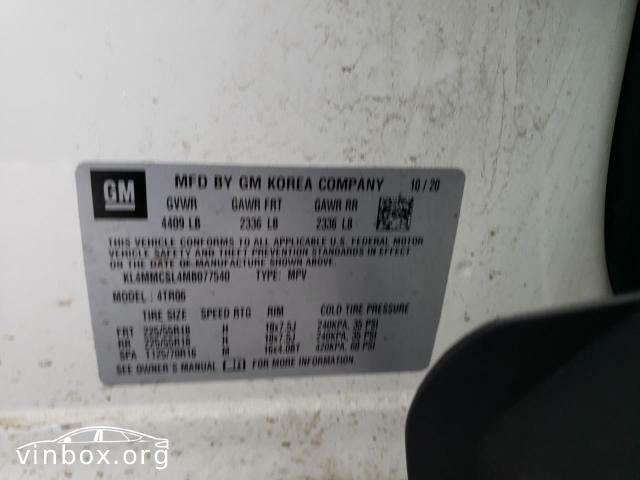 GM MFD BY GM KOREA COMPANY 10/20
GVWR GAWR FRT GAWR RR
4409 LB 2336 LB 2336 LB
THIS VEHICLE CONFORMS TO ALL APPLICABLE U.S. FEDERAL MOTOR
VEHICLE SAFETY AND THEFT PREVENTION STANDARDS IN EFFECT
ON THE DATE OF MANUFACTURE SHOWN ABOVE.
KL4MMCSL4MB077540 TYPE: MPV
MODEL: 4TR06
TIRE SIZE SPEED RTG RIM COLD TIRE PRESSURE
FRT 225/55R18 H 18x7.5J 240KPA, 35 PSI
RR 225/55R18 H 18x7.5J 240KPA, 35 PSI
SPA T125/70R16 M 16x4.0BT 420KPA, 60 PSI
SEE OWNER'S MANUAL FOR MORE INFORMATION
vinbox.org